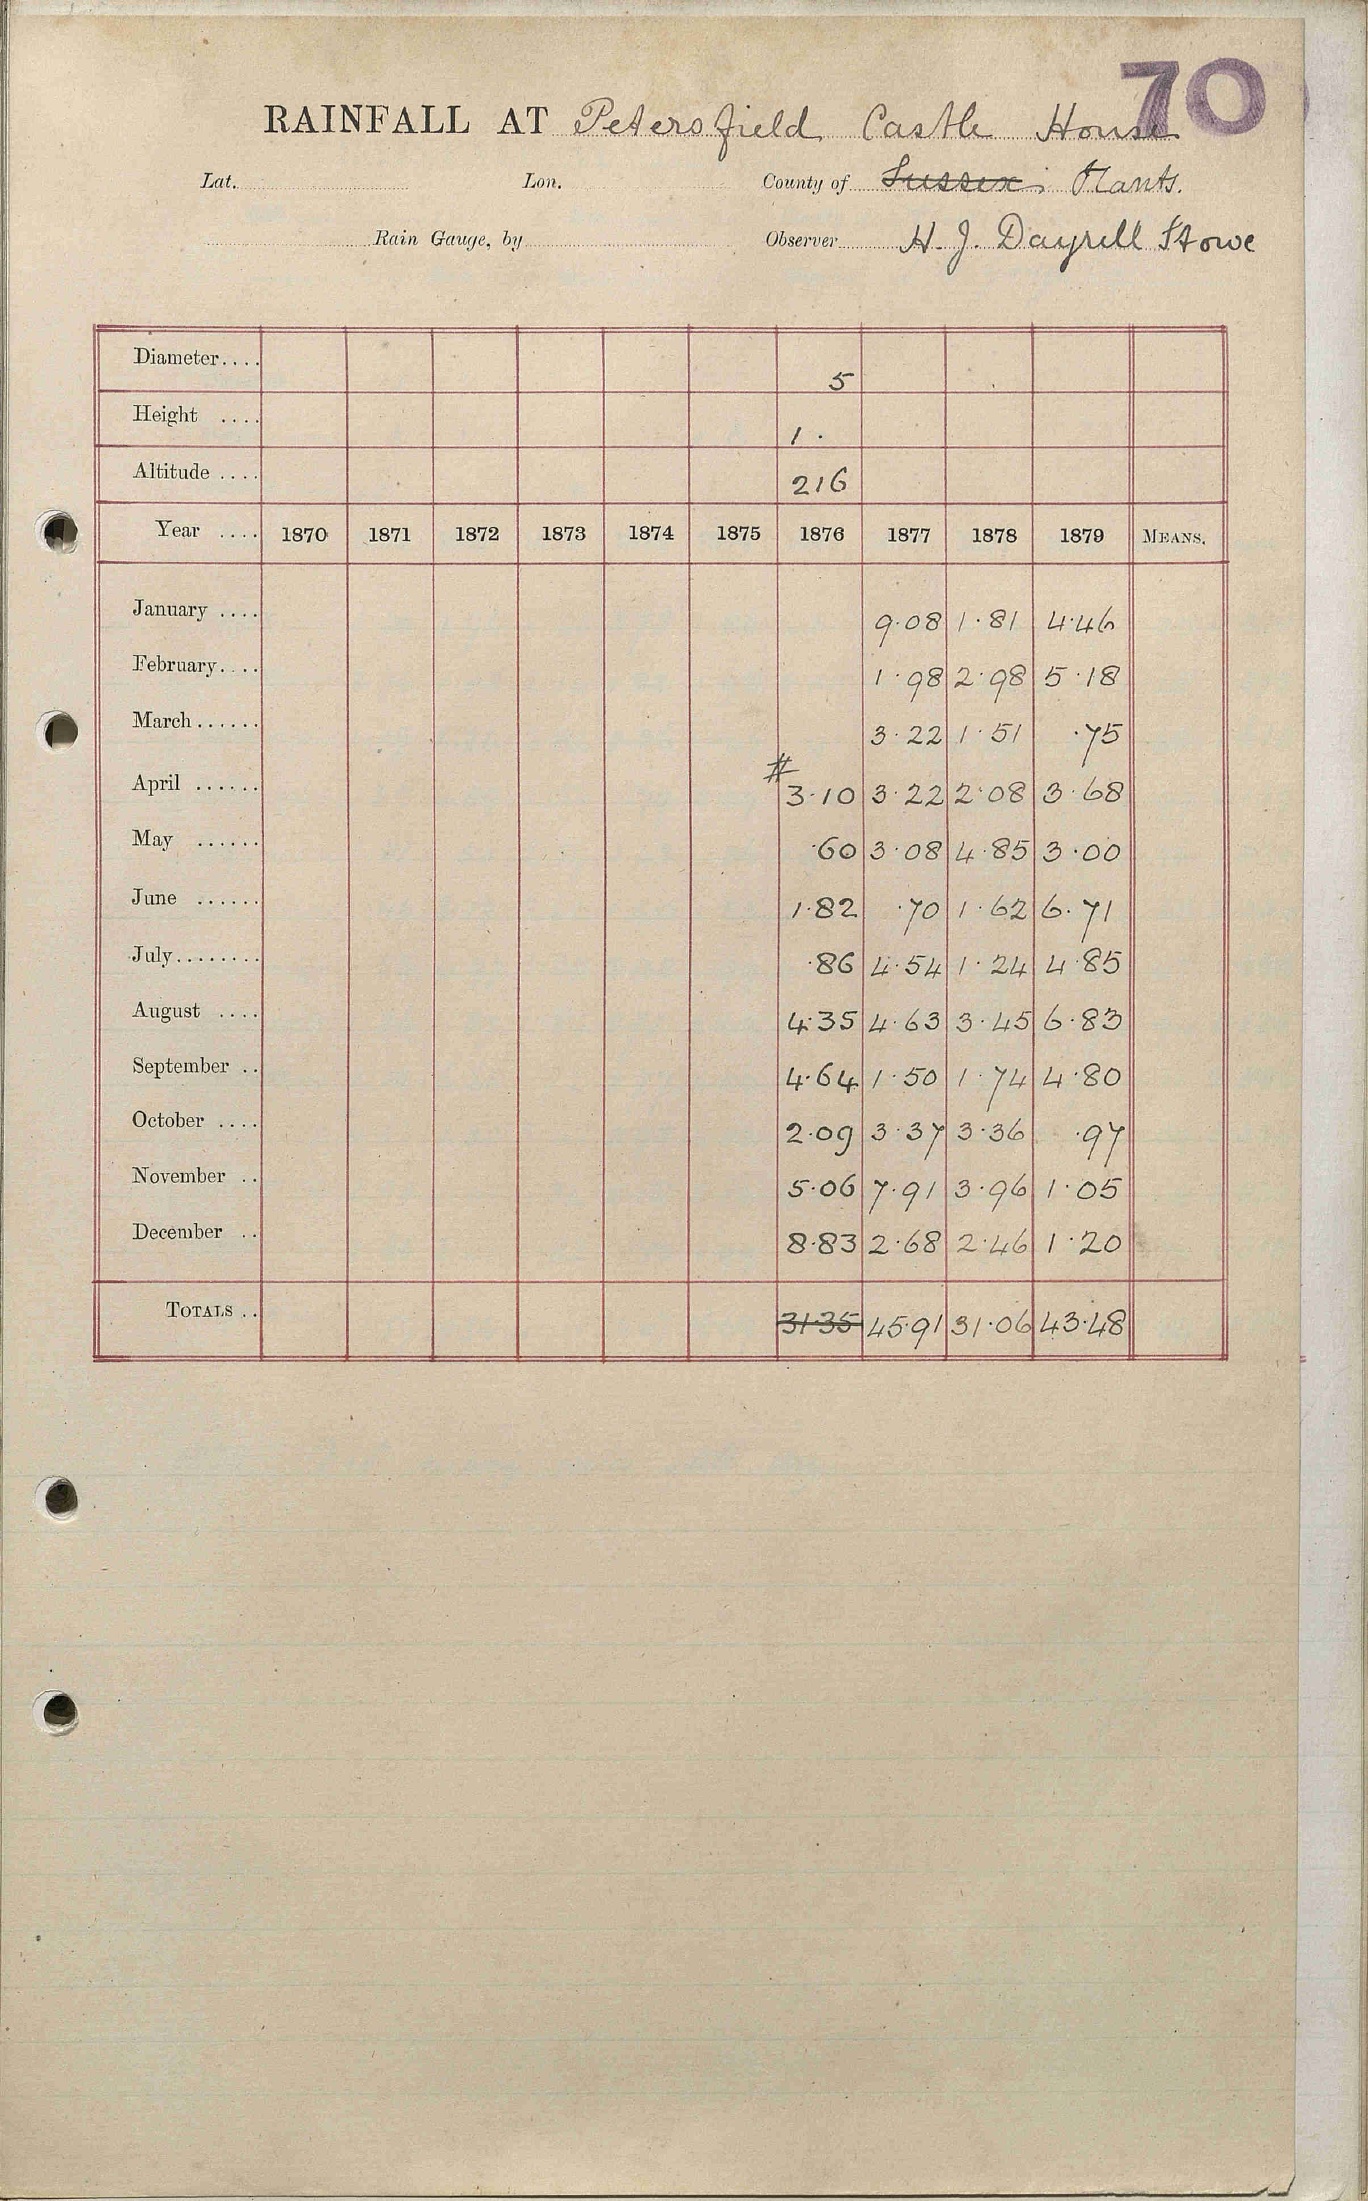 70
RAINFALL AT Petersfield Castle House
Lat. Lon. County of Sussex; Hants.
Rain Gauge, by Observer H. J. Dayrell Stowe
Diameter.... 5
Height .... 1 ·
Altitude .... 216
Year .... 1870 1871 1872 1873 1874 1875 1876 1877 1878 1879 MEANS.
January .... 9·08 1·81 4·46
February.... 1·98 2·98 5·18
March...... 3·22 1·51 ·75
#
April ...... 3·10 3·22 2·08 3·68
May ...... ·60 3·08 4·85 3·00
June ...... 1·82 ·70 1·62 6·71
July........ ·86 4·54 1·24 4·85
August .... 4·35 4·63 3·45 6·83
September .. 4·64 1·50 1·74 4·80
October .... 2·09 3·37 3·36 ·97
November .. 5·06 7·91 3·96 1·05
December .. 8·83 2·68 2·46 1·20
TOTALS .. 31·35 45·91 31·06 43·48